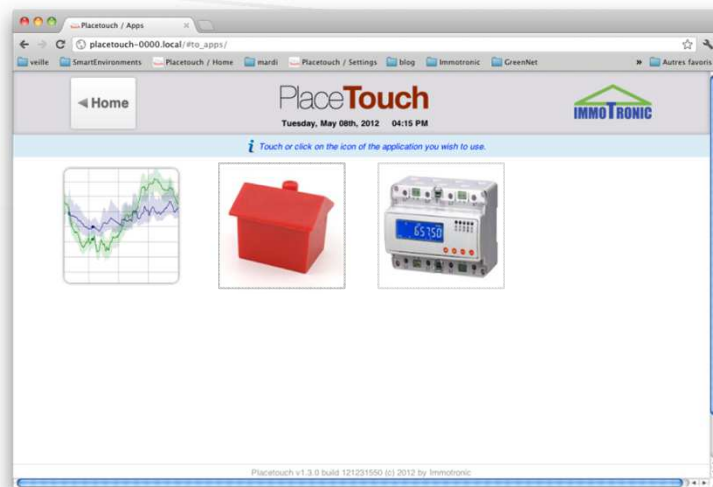 Placetouch / Apps
placetouch-0000.local/#to_apps/
veille SmartEnvironments Placetouch / Home mardi Placetouch / Settings blog Immotronic GreenNet » Autres favoris
Home
PlaceTouch
IMMOTRONIC
Tuesday, May 08th, 2012 04:15 PM
i Touch or click on the icon of the application you wish to use.
65750
Placetouch v1.3.0 build 121231550 (c) 2012 by Immotronic